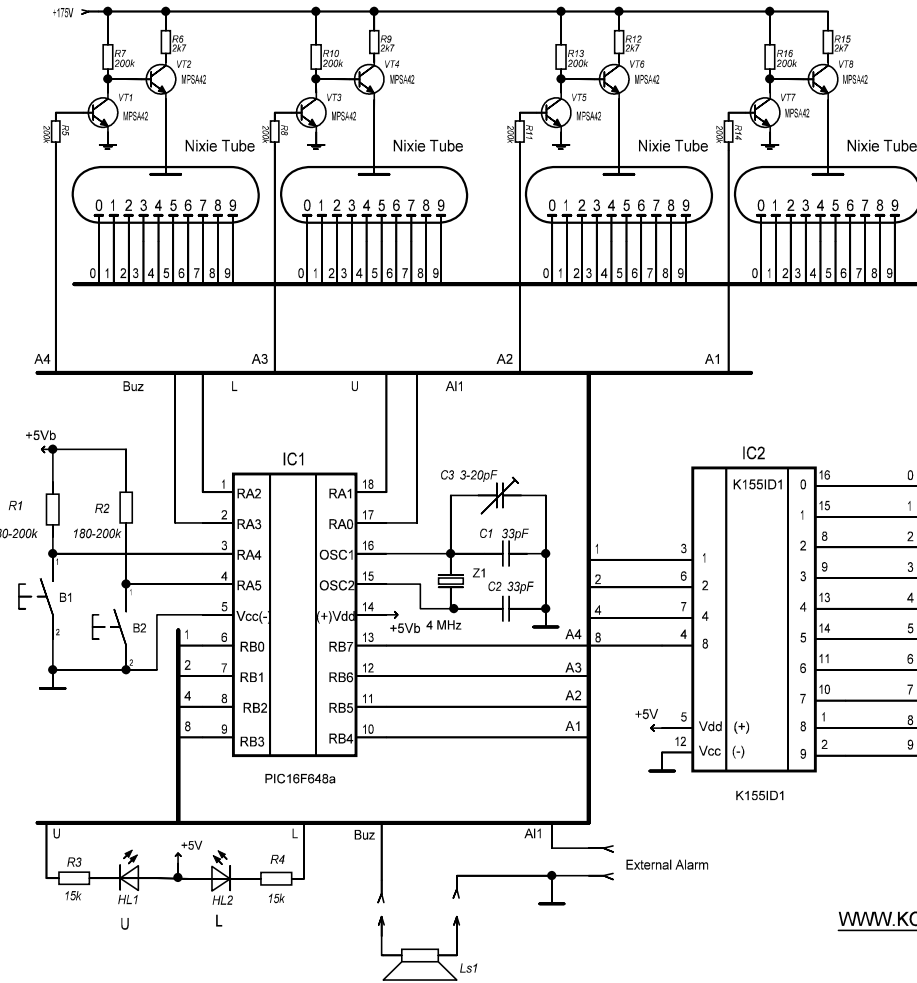 +175V
R7 200k
R6 2k7
VT2
MPSA42
VT1
MPSA42
R5 200k
R10 200k
R9 2k7
VT4
MPSA42
VT3
MPSA42
R8 200k
R13 200k
R12 2k7
VT6
MPSA42
VT5
MPSA42
R11 200k
R16 200k
R15 2k7
VT8
MPSA42
VT7
MPSA42
R14 200k
Nixie Tube
Nixie Tube
Nixie Tube
Nixie Tube
0 1 2 3 4 5 6 7 8 9
0 1 2 3 4 5 6 7 8 9
0 1 2 3 4 5 6 7 8 9
0 1 2 3 4 5 6 7 8 9
0 1 2 3 4 5 6 7 8 9
0 1 2 3 4 5 6 7 8 9
0 1 2 3 4 5 6 7 8 9
0 1 2 3 4 5 6 7 8 9
A4 A3 A2 A1
Buz L U Al1
+5Vb
R1
80-200k
R2
180-200k
1
B1
2
1
B2
2
IC1
1 RA2 RA1 18
2 RA3 RA0 17
3 RA4 OSC1 16
4 RA5 OSC2 15
5 Vcc(-) (+)Vdd 14
+5Vb
1 6 RB0 RB7 13 A4
2 7 RB1 RB6 12 A3
4 8 RB2 RB5 11 A2
8 9 RB3 RB4 10 A1
PIC16F648a
C3 3-20pF
C1 33pF
Z1
C2 33pF
4 MHz
IC2
K155ID1
1 3 1
2 6 2
4 7 4
8 4 8
0 16 0
1 15 1
2 8 2
3 9 3
4 13 4
5 14 5
6 11 6
7 10 7
8 1 8
9 2 9
+5V 5 Vdd (+)
12 Vcc (-)
K155ID1
U L Buz Al1
R3
15k
HL1
U
+5V
HL2
L
R4
15k
External Alarm
Ls1
WWW.KO